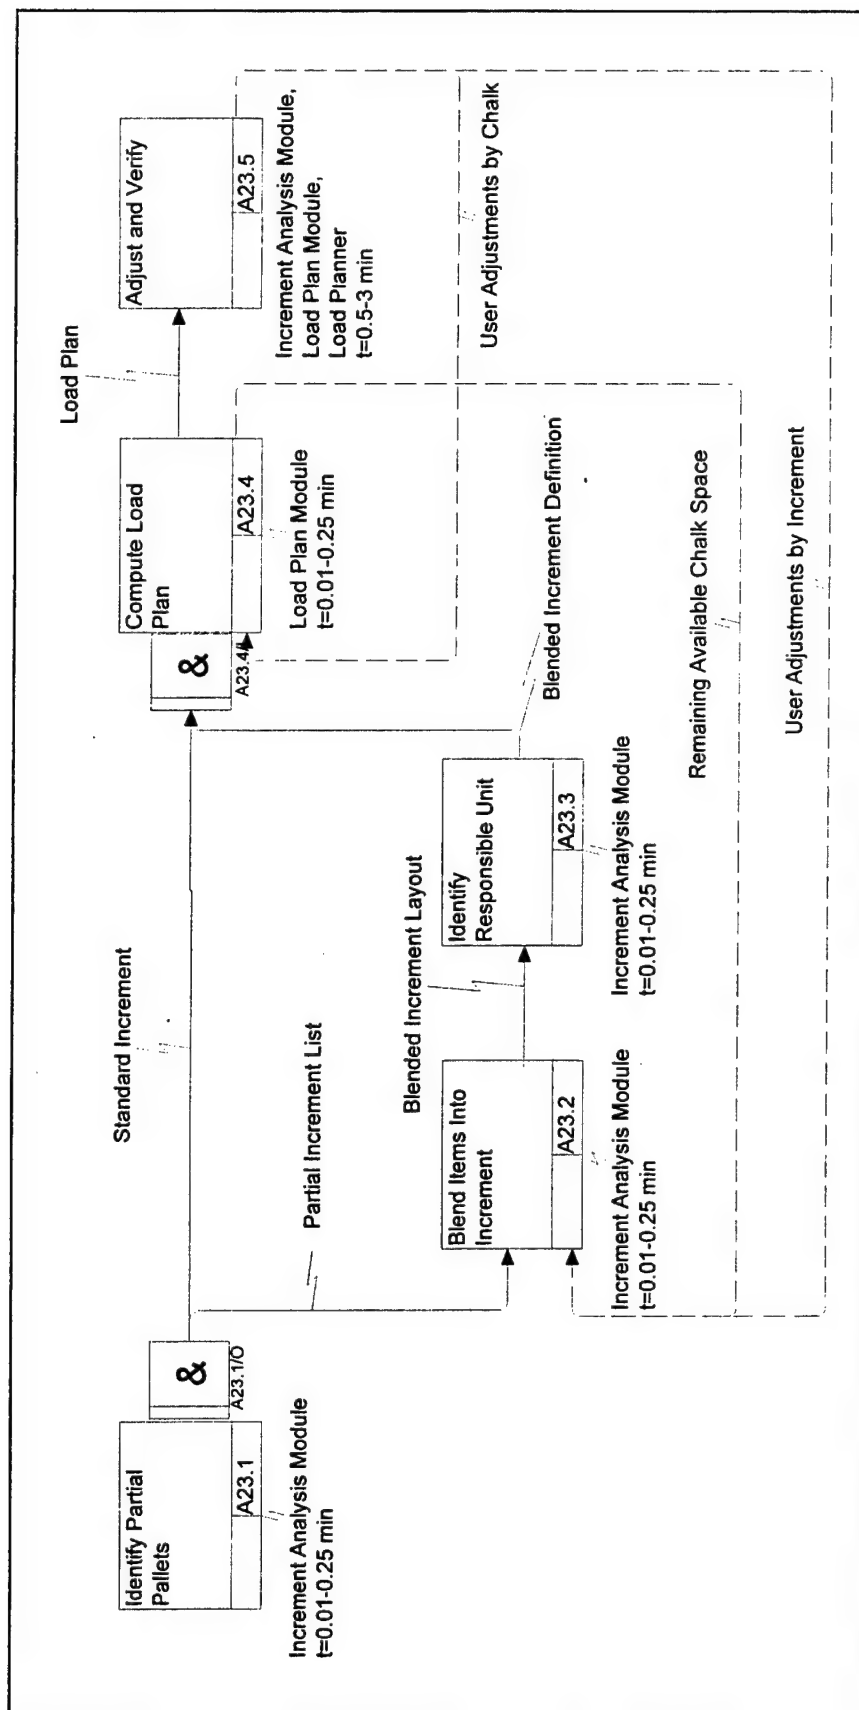 Identify Partial
Pallets
A23.1
&
A23.1/O
Increment Analysis Module
t=0.01-0.25 min
Standard Increment
Partial Increment List
Blend Items Into
Increment
A23.2
Increment Analysis Module
t=0.01-0.25 min
Blended Increment Layout
Identify
Responsible Unit
A23.3
Increment Analysis Module
t=0.01-0.25 min
Blended Increment Definition
&
A23.4/
Compute Load
Plan
A23.4
Load Plan Module
t=0.01-0.25 min
Load Plan
Adjust and Verify
A23.5
Increment Analysis Module,
Load Plan Module,
Load Planner
t=0.5-3 min
User Adjustments by Chalk
Remaining Available Chalk Space
User Adjustments by Increment